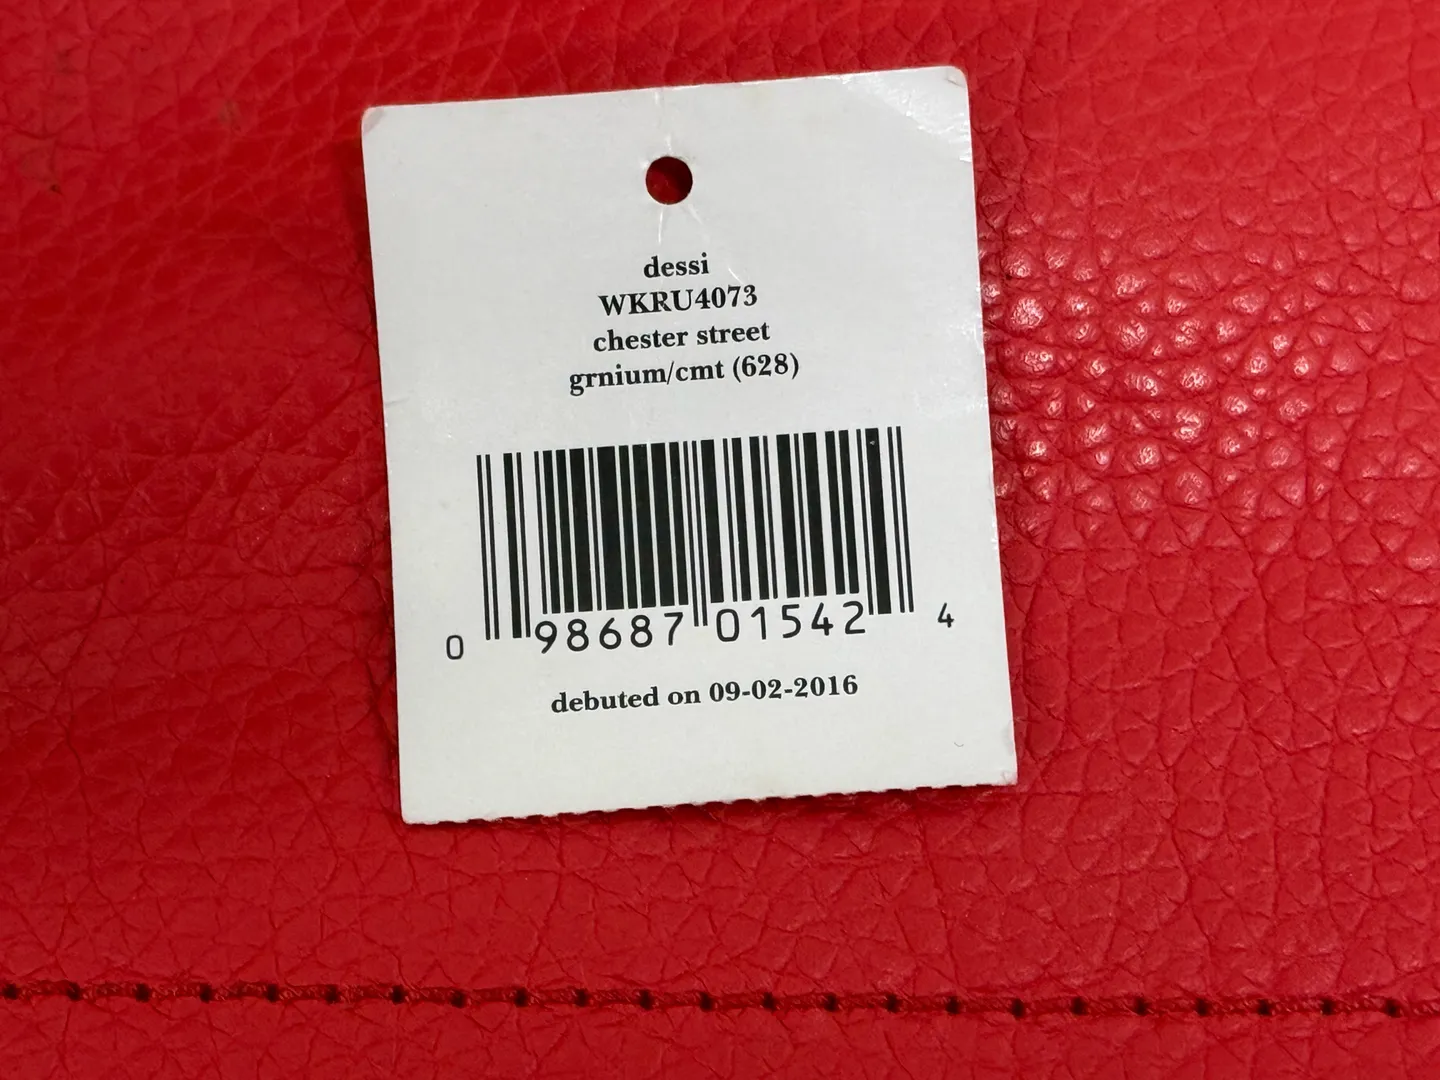 dessi
WKRU4073
chester street
grnium/cmt (628)
0 98687 01542 4
debuted on 09-02-2016